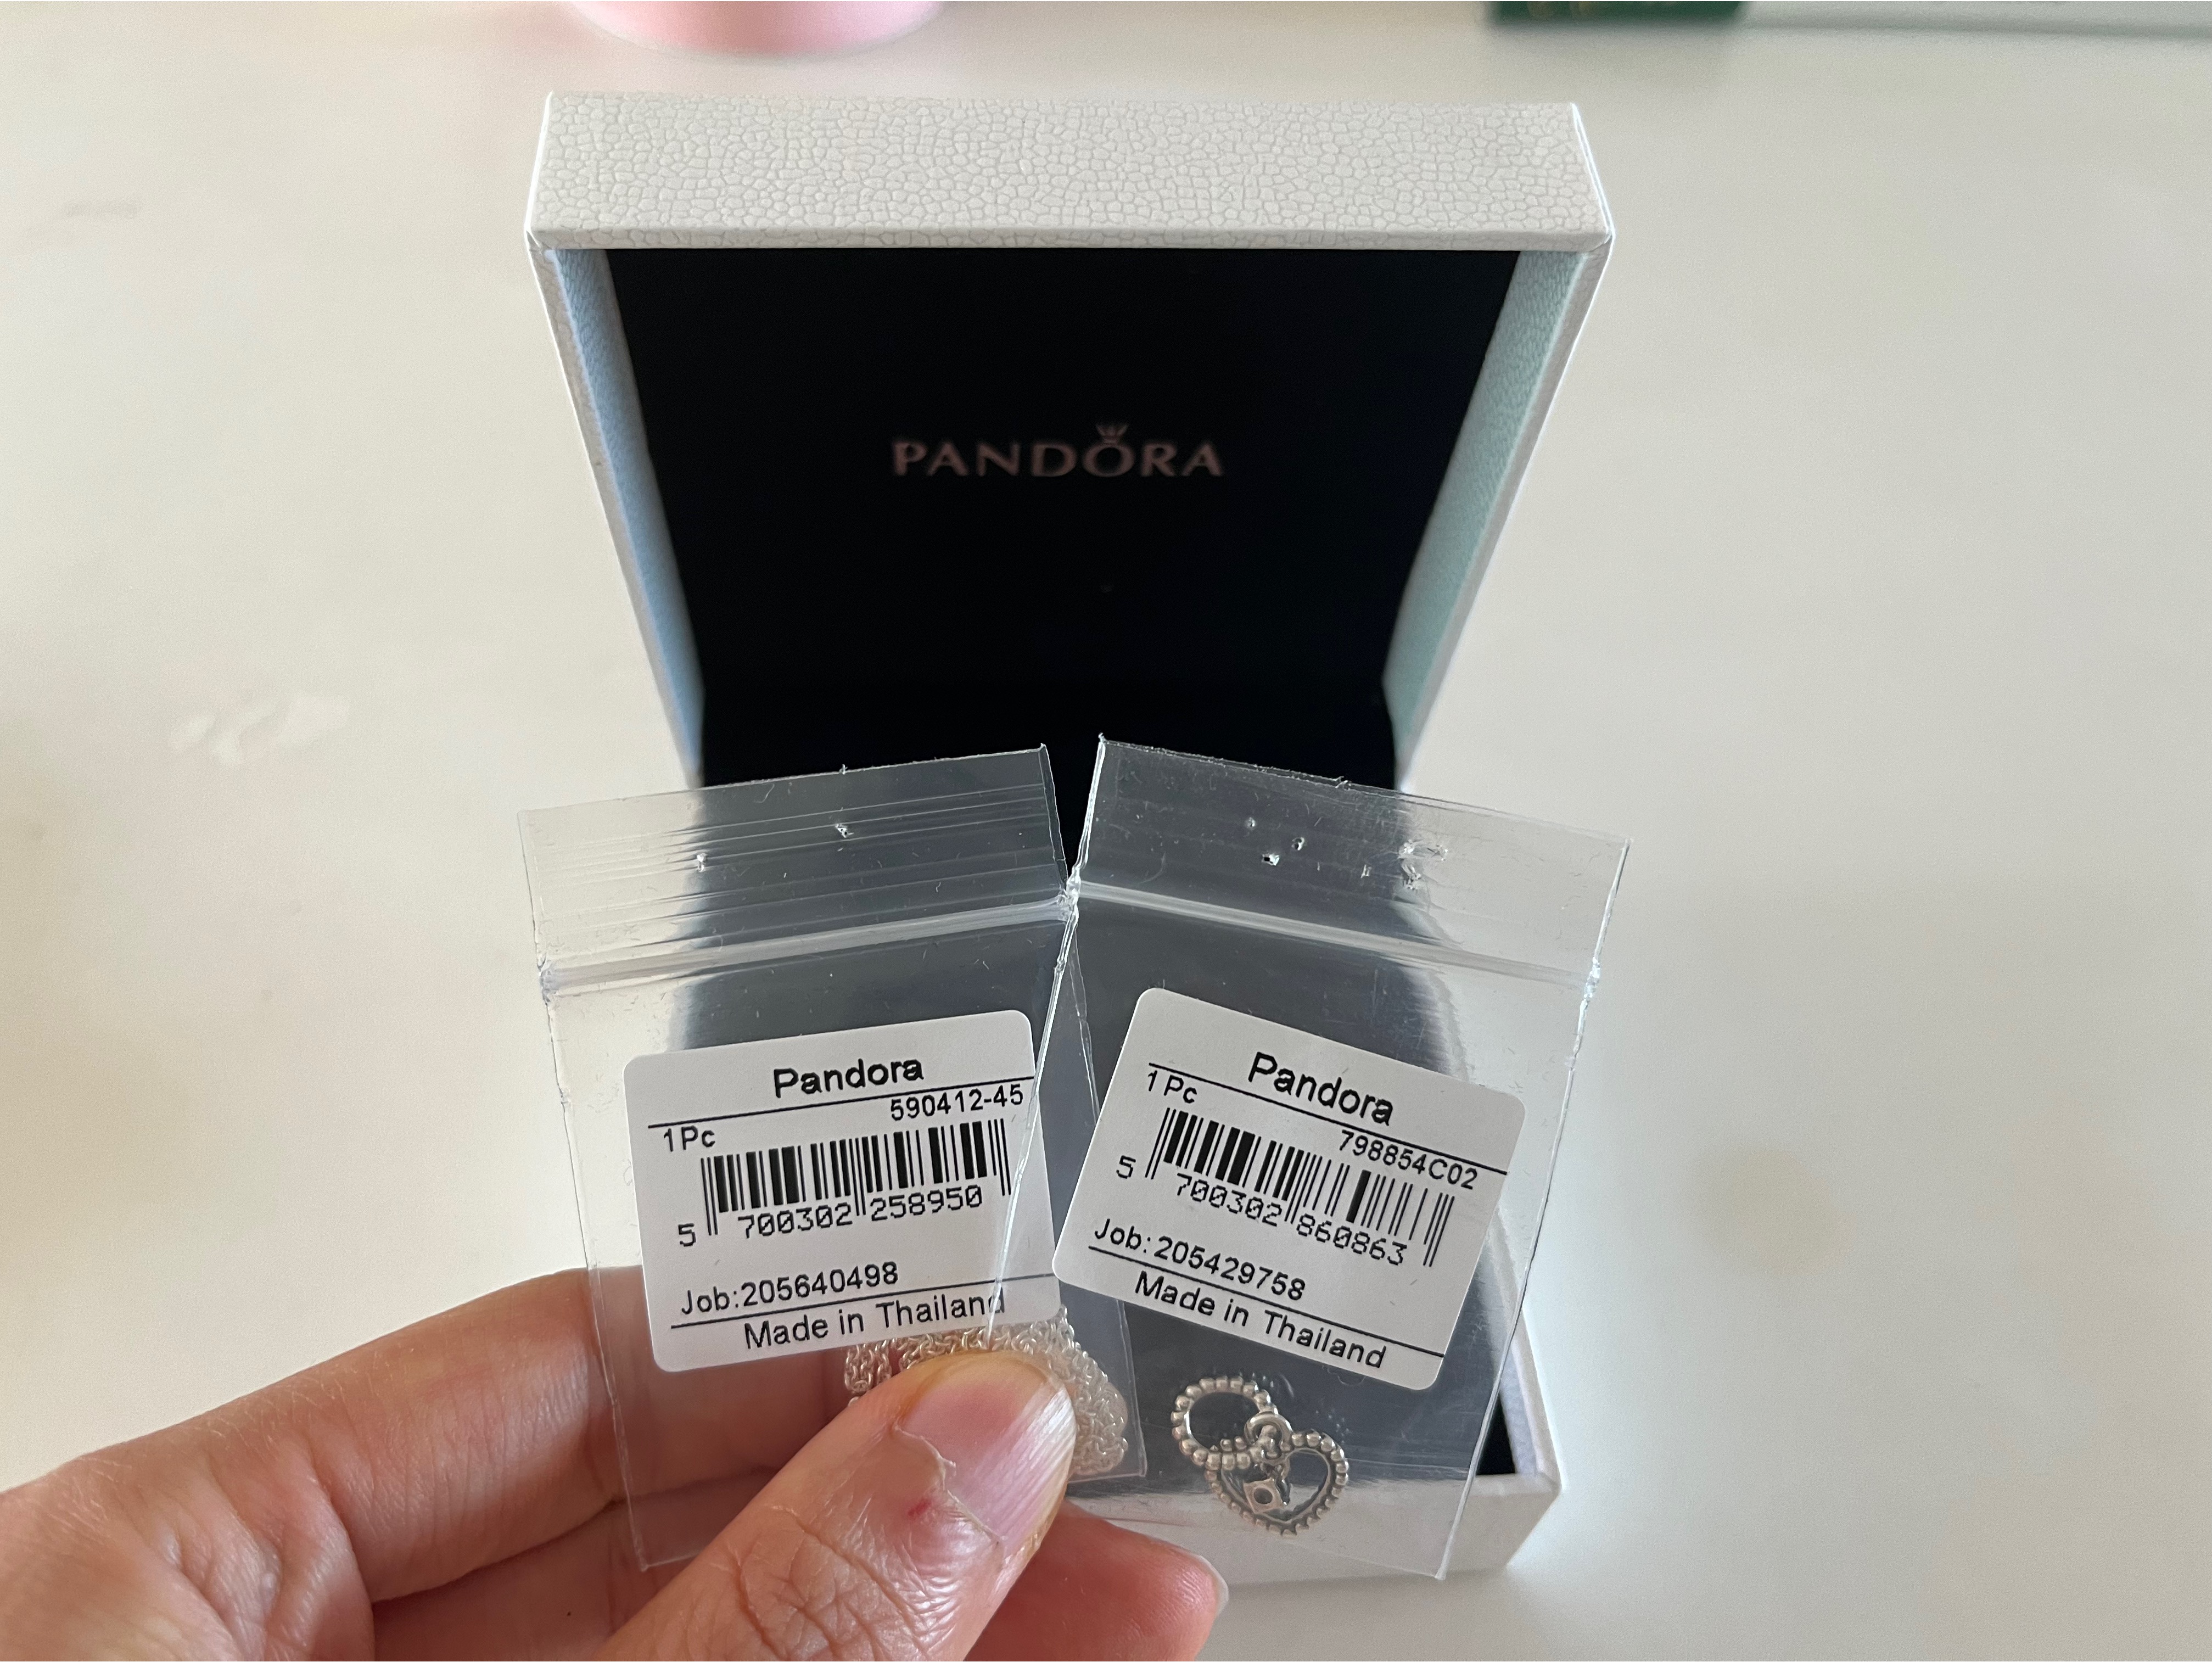 PANDORA
Pandora
590412-45
1Pc
5 700302 258950
Job:205640498
Made in Thailand
Pandora
1Pc
798854C02
5 700302 860863
Job:205429758
Made in Thailand